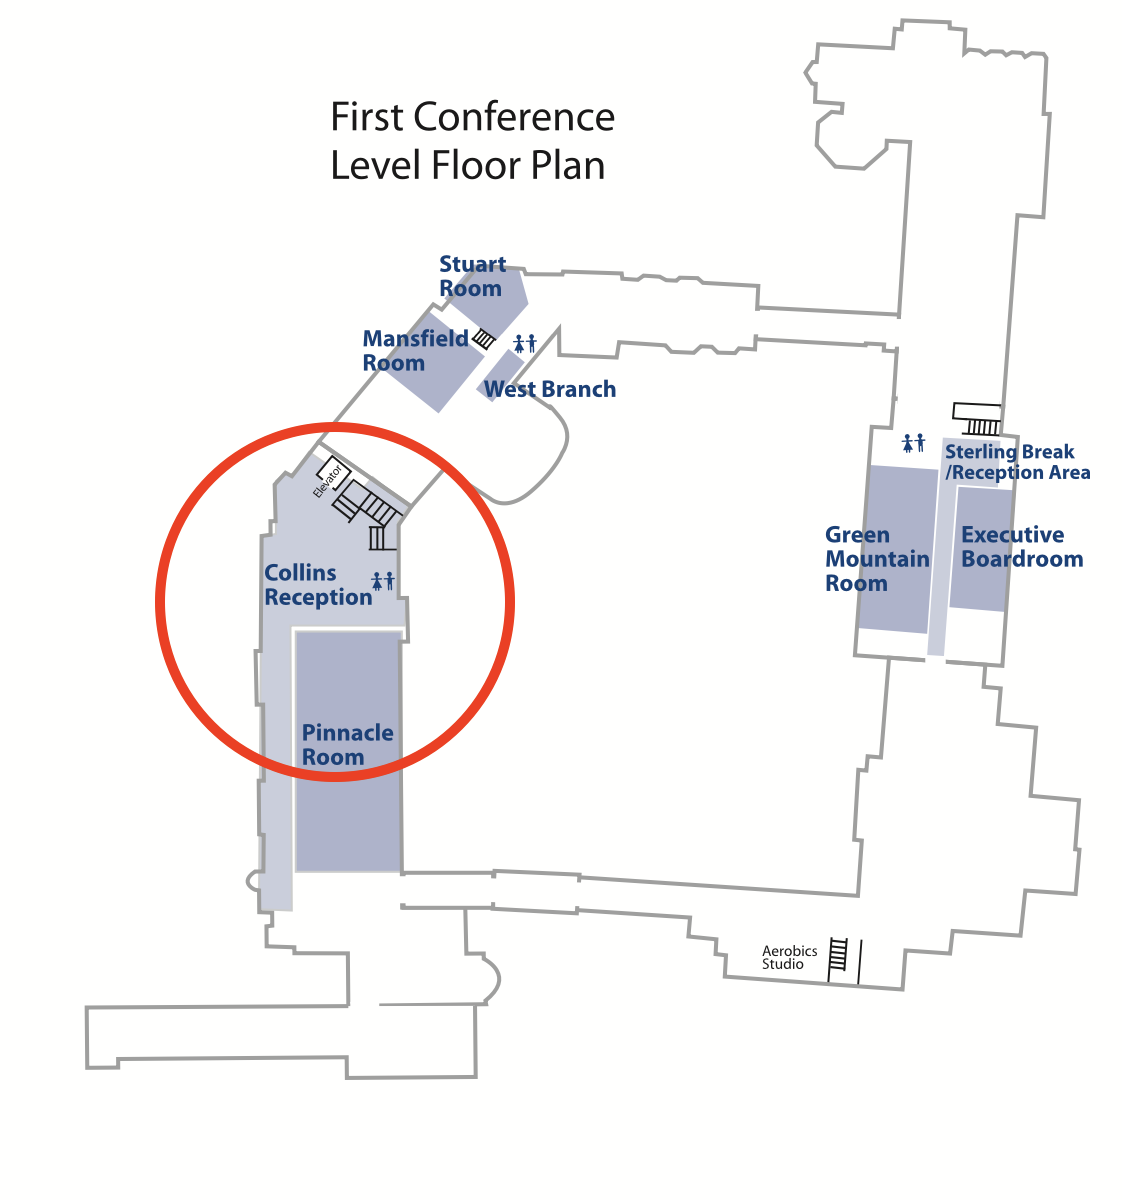 First Conference
Level Floor Plan
Stuart
Room
Mansfield
Room
West Branch
Elevator
Sterling Break
/Reception Area
Green
Mountain
Room
Executive
Boardroom
Collins
Reception
Pinnacle
Room
Aerobics
Studio